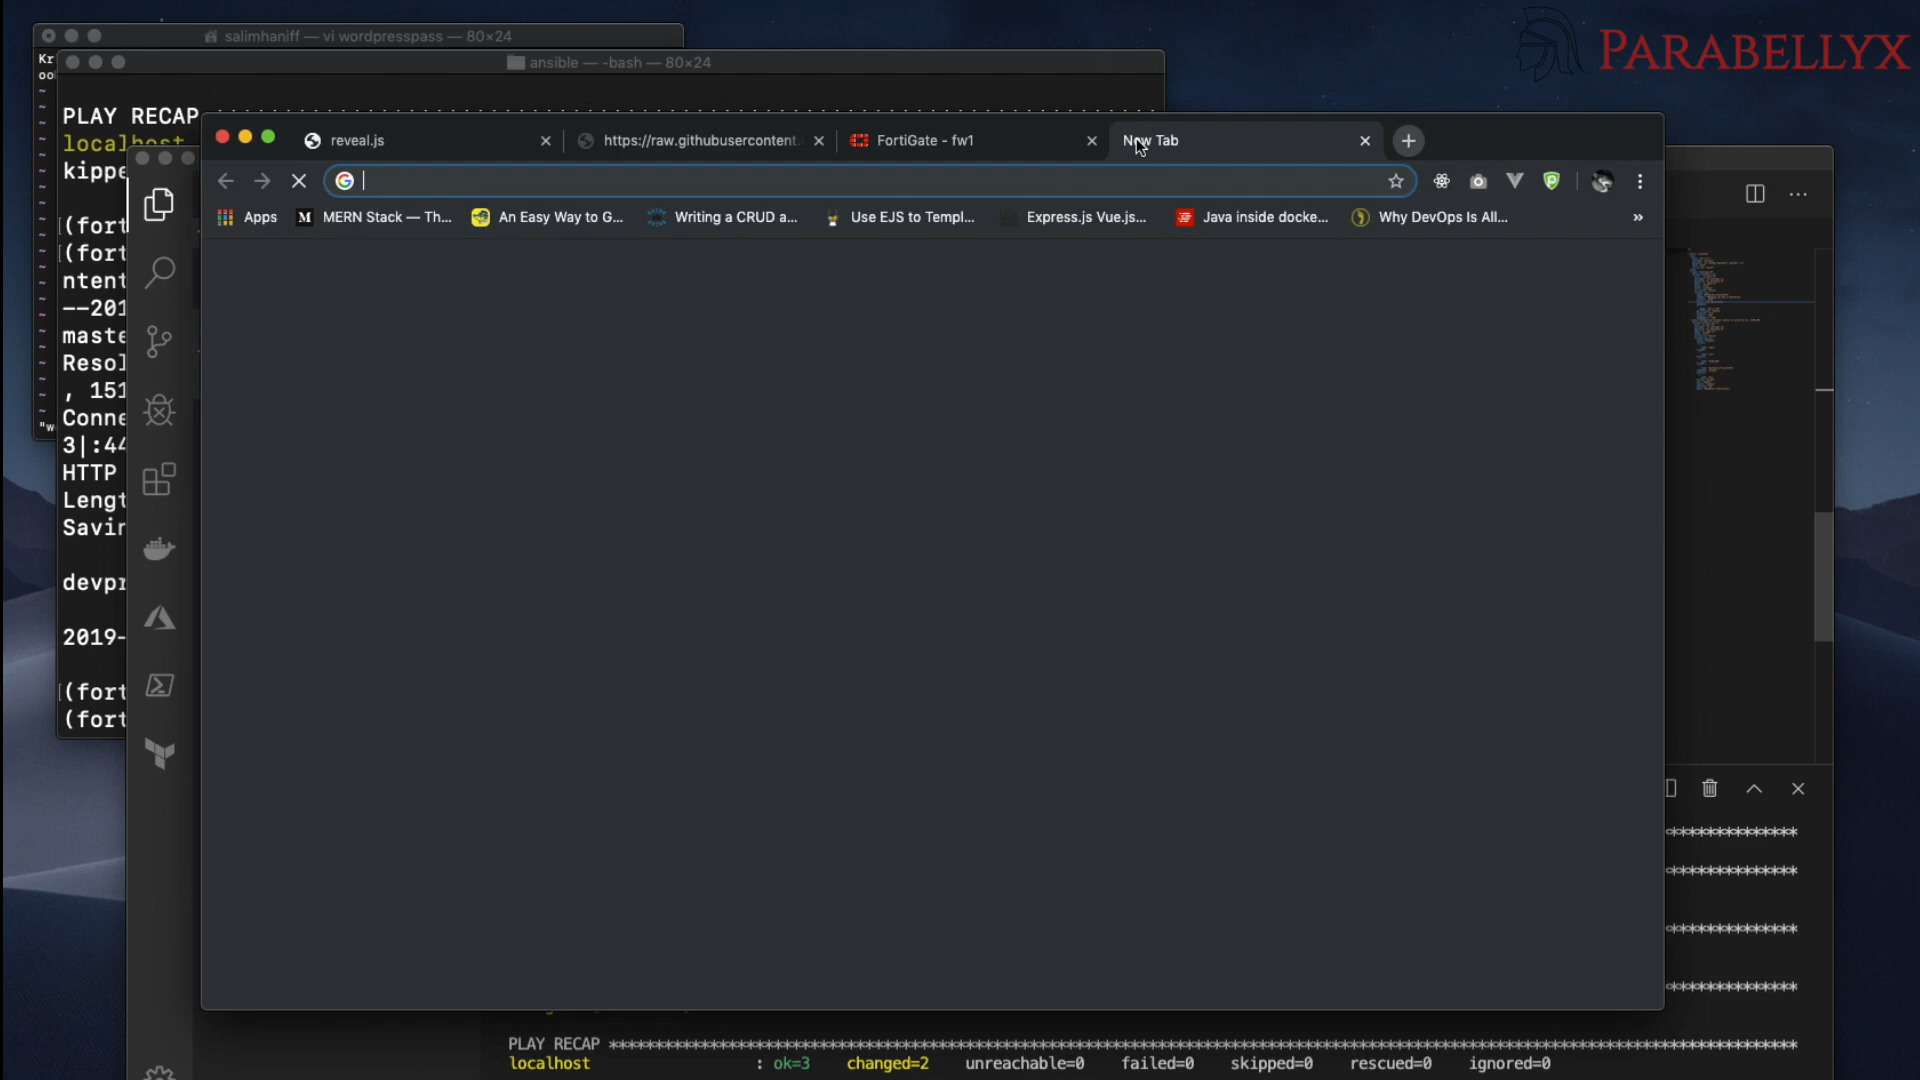 PARABELLYX
salimhaniff — vi wordpresspass — 80×24
ansible — -bash — 80×24
Kr
oo
PLAY RECAP
localhost
kippe
(fort
(fort
ntent
--201
maste
Resol
, 151
Conne
3|:44
HTTP
Lengt
Savin
devpr
2019-
(fort
(fort
"w
reveal.js
https://raw.githubusercontent.
FortiGate - fw1
New Tab
Apps
MERN Stack — Th...
An Easy Way to G...
Writing a CRUD a...
Use EJS to Templ...
Express.js Vue.js...
Java inside docke...
Why DevOps Is All...
»
PLAY RECAP ****************************************************************
localhost : ok=3 changed=2 unreachable=0 failed=0 skipped=0 rescued=0 ignored=0